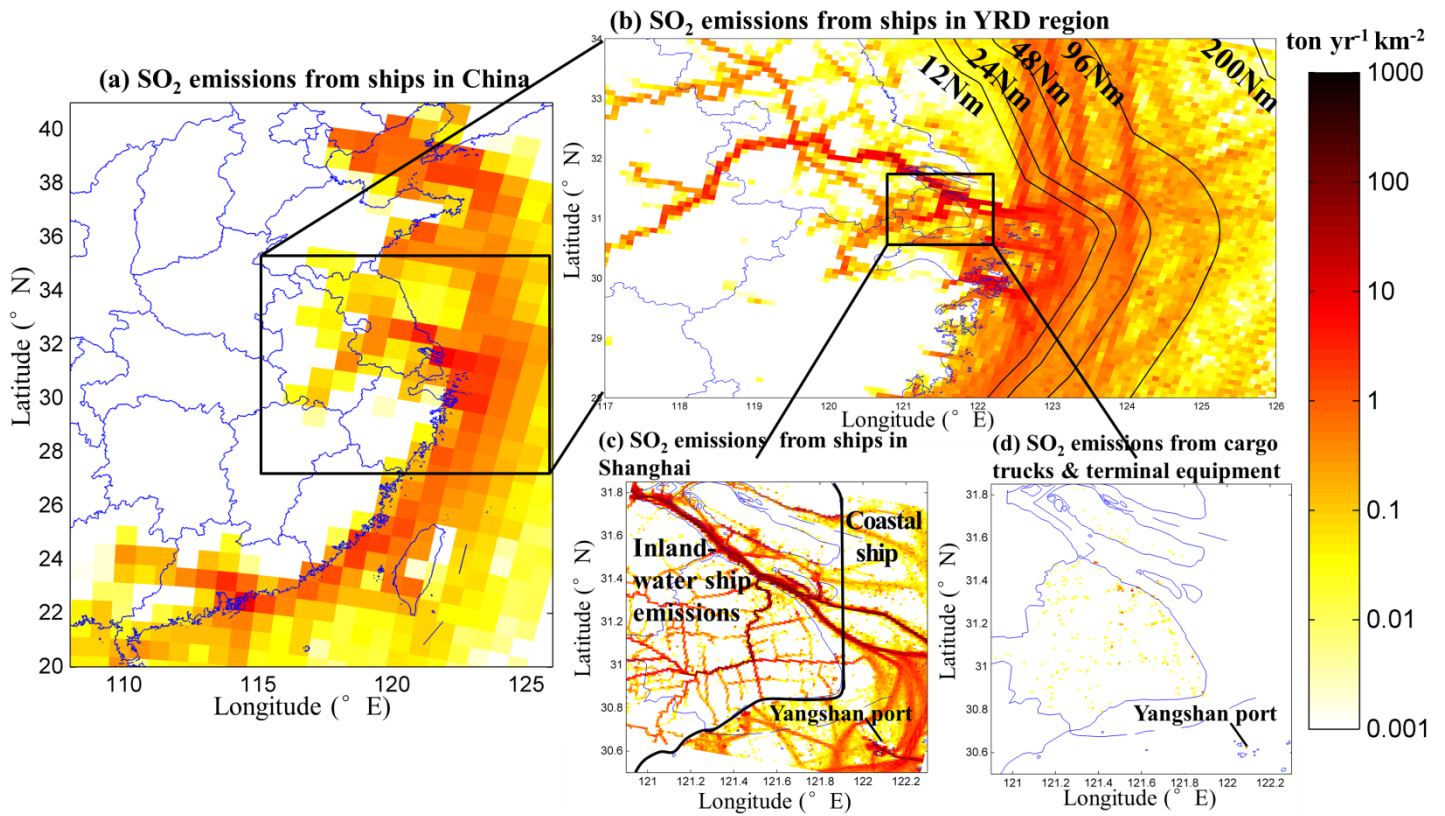 (b) SO₂ emissions from ships in YRD region
ton yr⁻¹ km⁻²
(a) SO₂ emissions from ships in China
12Nm
24Nm
48Nm
96Nm
200Nm
34
33
32
31
30
29
Latitude (° N)
117
118
119
120
121
122
123
124
125
126
Longitude (° E)
40
38
36
34
32
30
28
26
24
22
20
Latitude (° N)
110
115
120
125
Longitude (° E)
1000
100
10
1
0.1
0.01
0.001
(c) SO₂ emissions from ships in
Shanghai
31.8
31.6
31.4
31.2
31
30.8
30.6
Latitude (° N)
Inland-
water ship
emissions
Coastal
ship
Yangshan port
121
121.2
121.4
121.6
121.8
122
122.2
Longitude (° E)
(d) SO₂ emissions from cargo
trucks & terminal equipment
31.8
31.6
31.4
31.2
31
30.8
30.6
Latitude (° N)
Yangshan port
121
121.2
121.4
121.6
121.8
122
122.2
Longitude (° E)